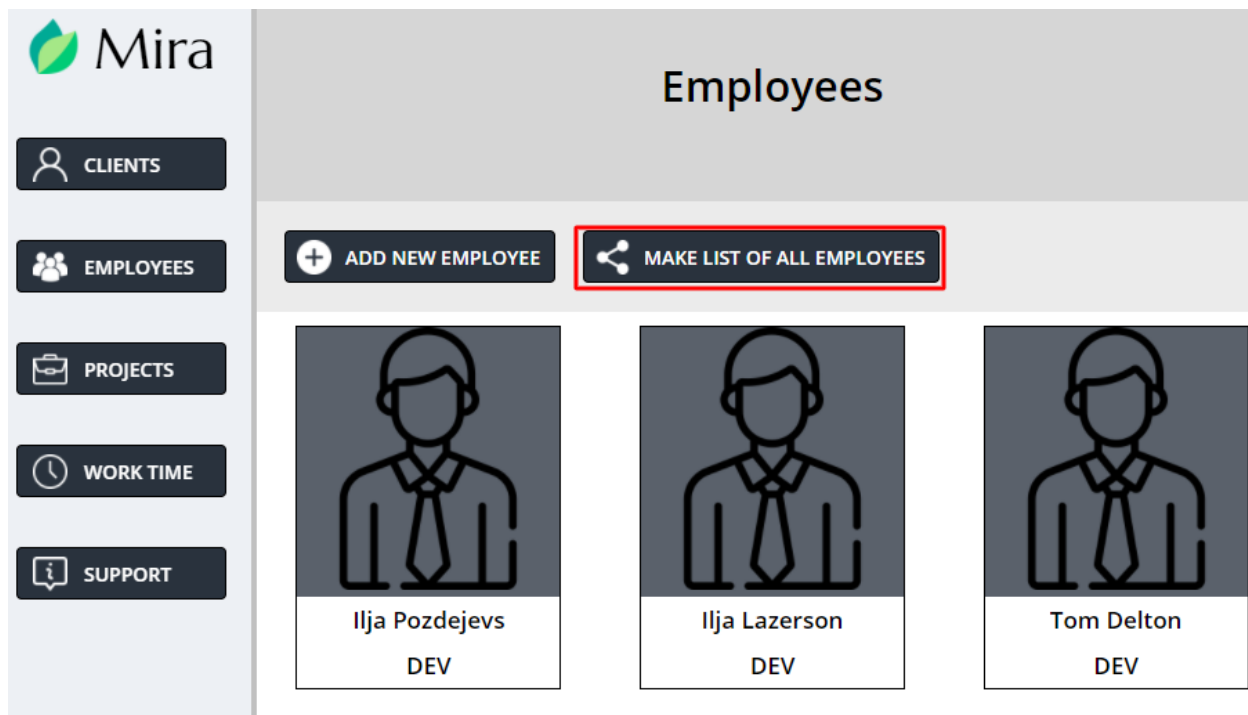 Mira
Employees
CLIENTS
EMPLOYEES
PROJECTS
WORK TIME
SUPPORT
ADD NEW EMPLOYEE
MAKE LIST OF ALL EMPLOYEES
Ilja Pozdejevs
DEV
Ilja Lazerson
DEV
Tom Delton
DEV